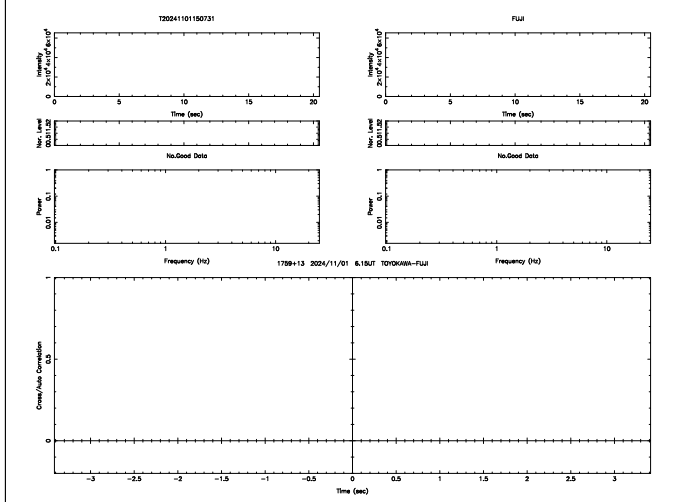 T20241101150731
FUJI
Intensity
0 2×10⁴ 4×10⁴ 6×10⁴
0 5 10 15 20
Time (sec)
Intensity
0 2×10⁴ 4×10⁴ 6×10⁴
0 5 10 15 20
Time (sec)
Nor. Level
00.511.52
Nor. Level
00.511.52
No.Good Data
No.Good Data
Power
0.01 0.1 1
0.1 1 10
Frequency (Hz)
Power
0.01 0.1 1
0.1 1 10
Frequency (Hz)
1759+13 2024/11/01 6.15UT TOYOKAWA-FUJI
Cross/Auto Correlation
0 0.5 1
-3 -2.5 -2 -1.5 -1 -0.5 0 0.5 1 1.5 2 2.5 3
Time (sec)